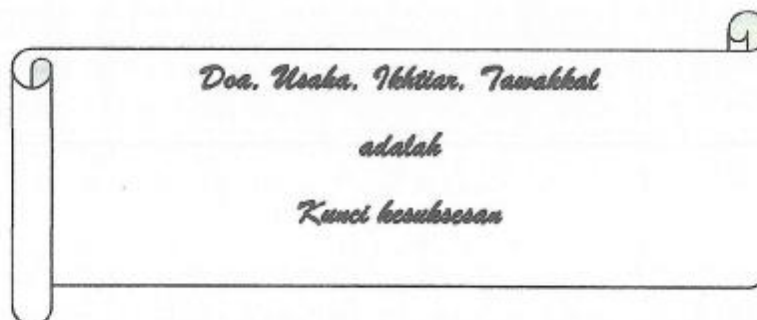 Doa, Usaha, Ikhtiar, Tawakkal
adalah
Kunci kesuksesan